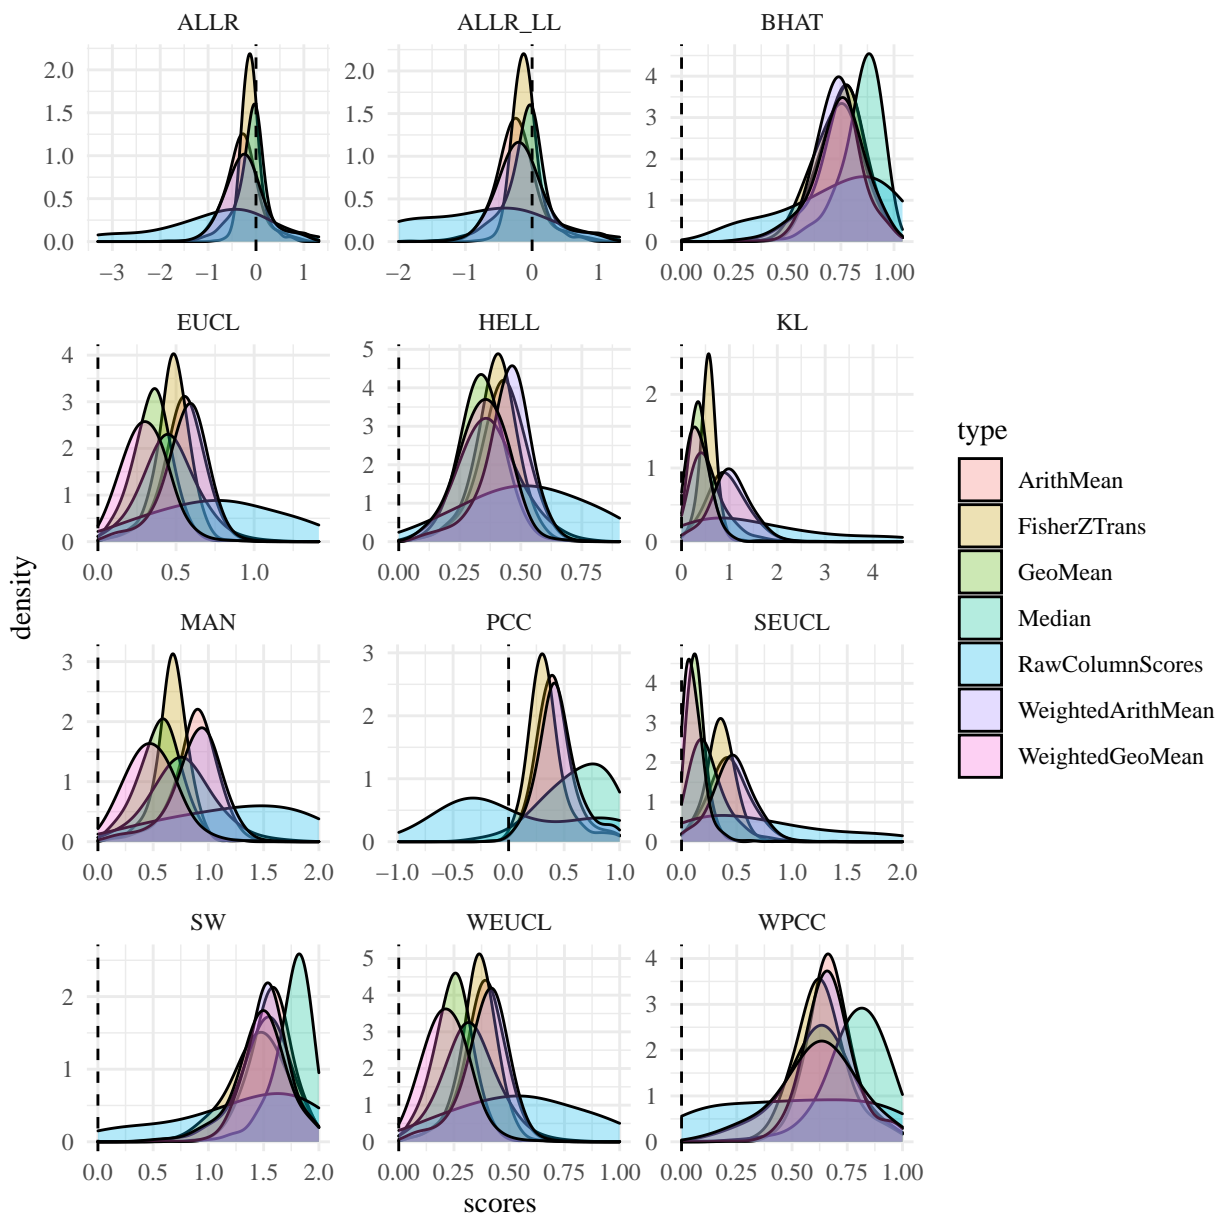 ALLR ALLR_LL BHAT
2.0 1.5 1.0 0.5 0.0
−3 −2 −1 0 1
2.0 1.5 1.0 0.5 0.0
−2 −1 0 1
4 3 2 1 0
0.00 0.25 0.50 0.75 1.00
EUCL HELL KL
4 3 2 1 0
0.0 0.5 1.0
5 4 3 2 1 0
0.00 0.25 0.50 0.75
2 1 0
0 1 2 3 4
MAN PCC SEUCL
3 2 1 0
0.0 0.5 1.0 1.5 2.0
3 2 1 0
−1.0 −0.5 0.0 0.5 1.0
4 3 2 1 0
0.0 0.5 1.0 1.5 2.0
SW WEUCL WPCC
2 1 0
0.0 0.5 1.0 1.5 2.0
5 4 3 2 1 0
0.00 0.25 0.50 0.75 1.00
4 3 2 1 0
0.00 0.25 0.50 0.75 1.00
density
scores
type
ArithMean
FisherZTrans
GeoMean
Median
RawColumnScores
WeightedArithMean
WeightedGeoMean